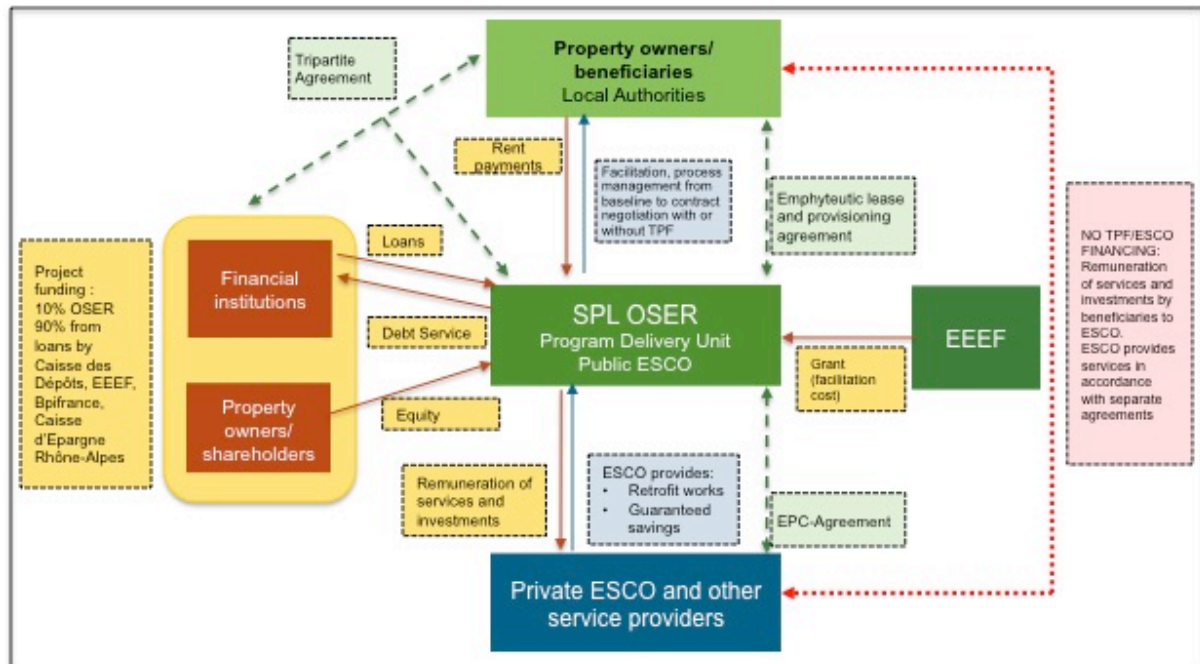 Tripartite
Agreement
Property owners/
beneficiaries
Local Authorities
Rent
payments
Facilitation, process
management from
baseline to contract
negotiation with or
without TPF
Emphyteutic lease
and provisioning
agreement
NO TPF/ESCO
FINANCING:
Remuneration
of services and
investments by
beneficiaries to
ESCO.
ESCO provides
services in
accordance
with separate
agreements
Project
funding :
10% OSER
90% from
loans by
Caisse des
Dépôts, EEEF,
Bpifrance,
Caisse
d'Epargne
Rhône-Alpes
Financial
institutions
Property
owners/
shareholders
Loans
Debt Service
Equity
SPL OSER
Program Delivery Unit
Public ESCO
Grant
(facilitation
cost)
EEEF
Remuneration of
services and
investments
ESCO provides:
• Retrofit works
• Guaranteed
savings
EPC-Agreement
Private ESCO and other
service providers